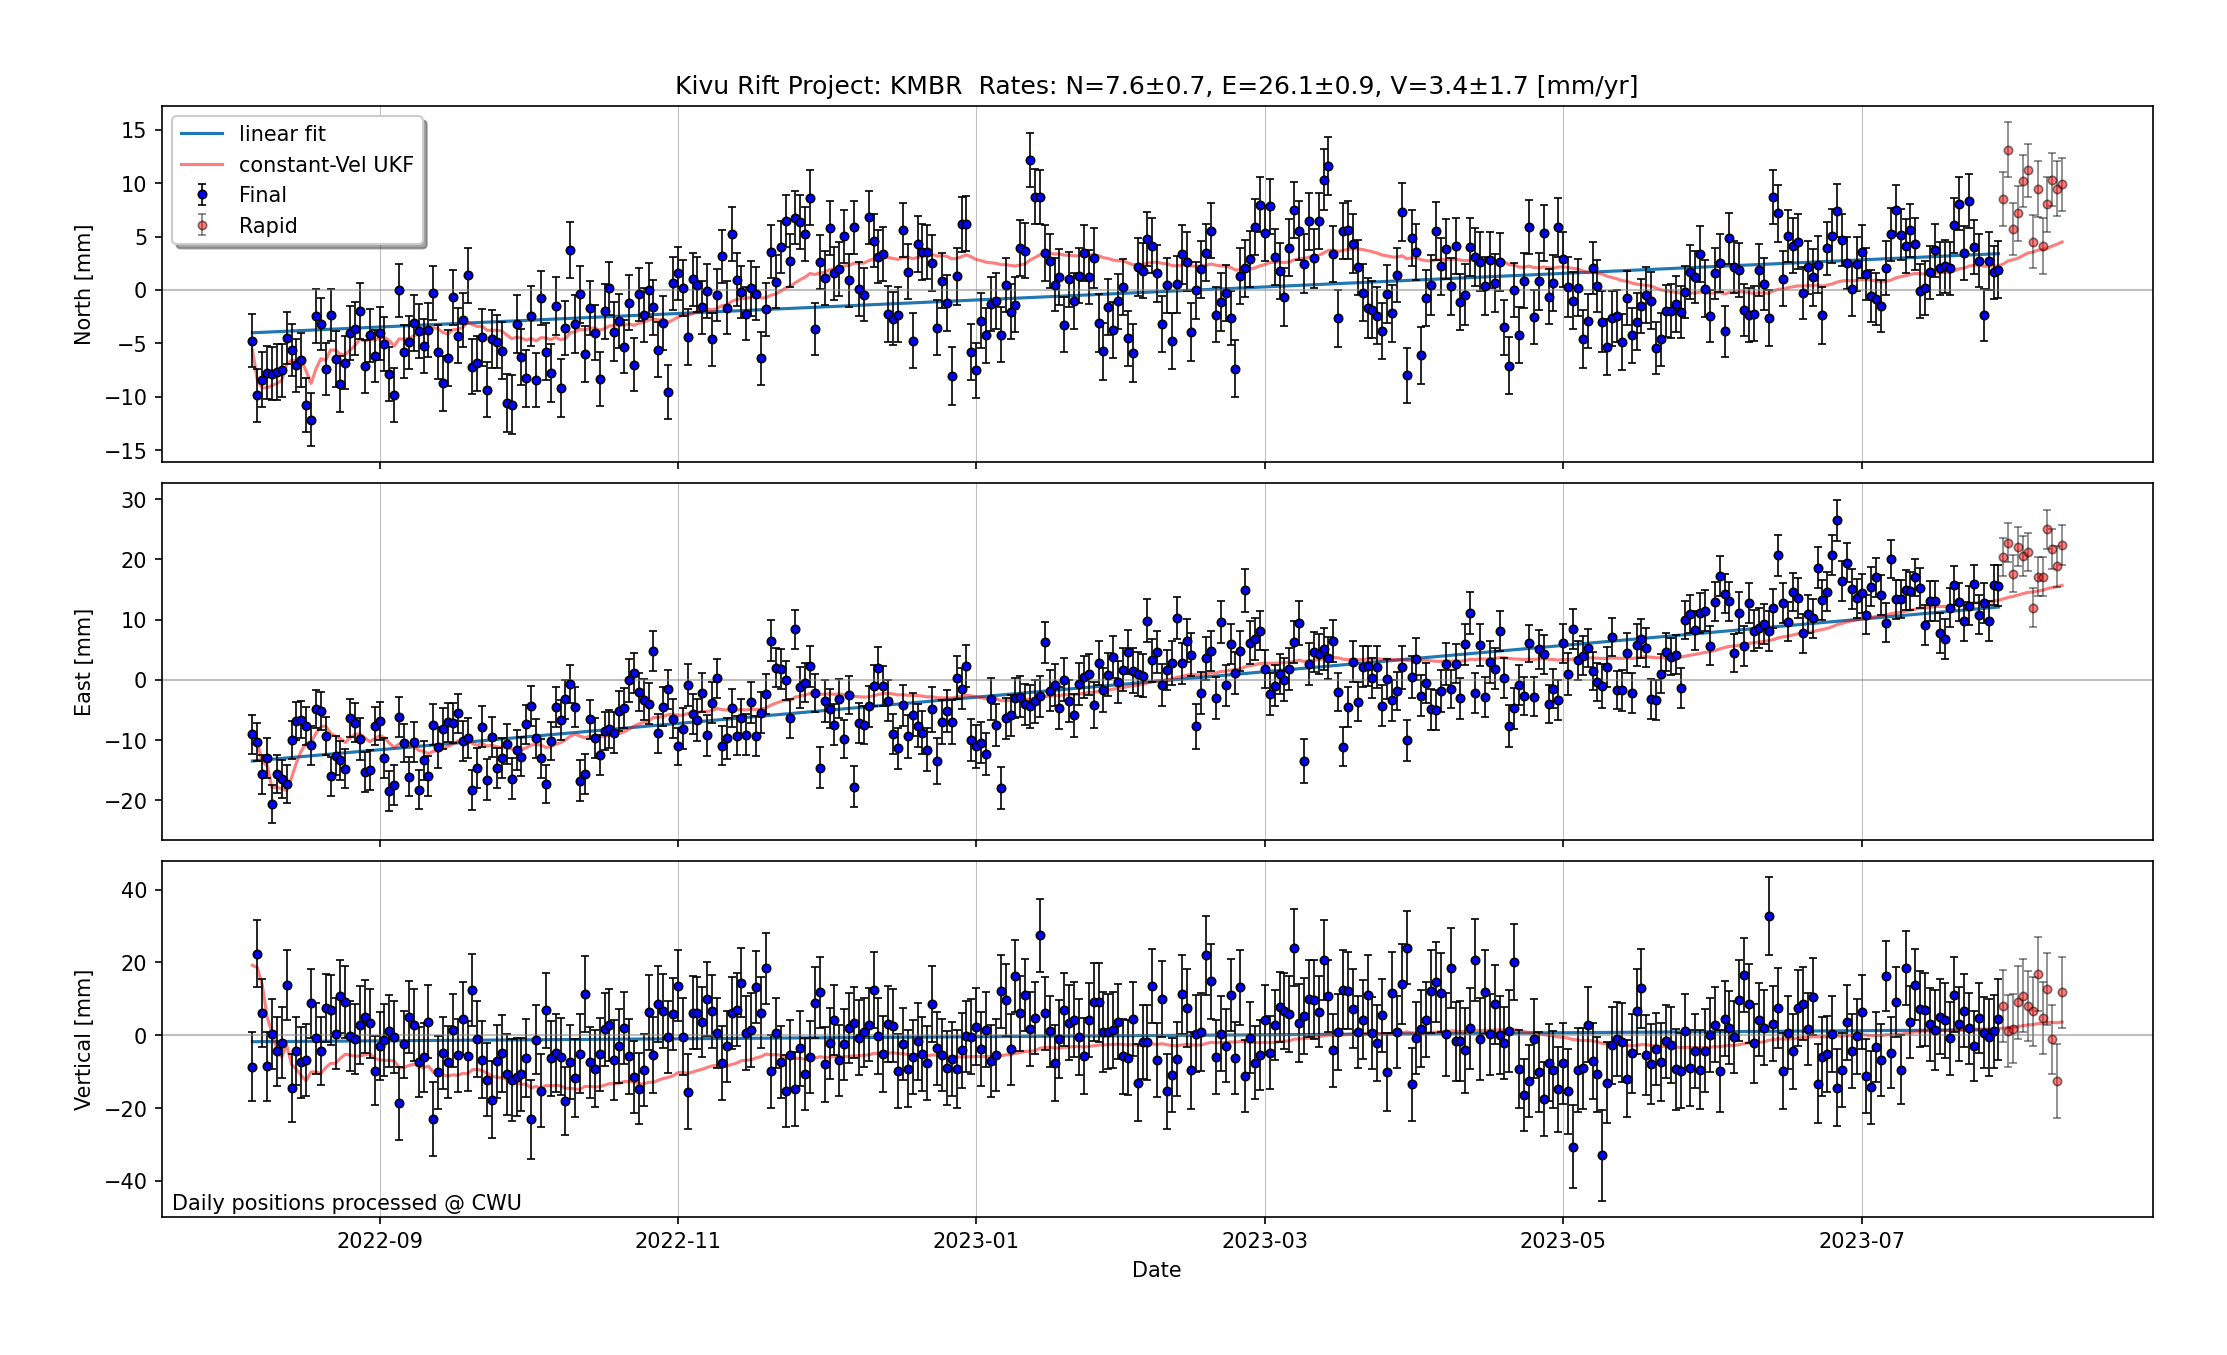 Kivu Rift Project: KMBR  Rates: N=7.6±0.7, E=26.1±0.9, V=3.4±1.7 [mm/yr]
linear fit
constant-Vel UKF
Final
Rapid
North [mm]
15
10
5
0
−5
−10
−15
East [mm]
30
20
10
0
−10
−20
Vertical [mm]
40
20
0
−20
−40
Daily positions processed @ CWU
2022-09 2022-11 2023-01 2023-03 2023-05 2023-07
Date